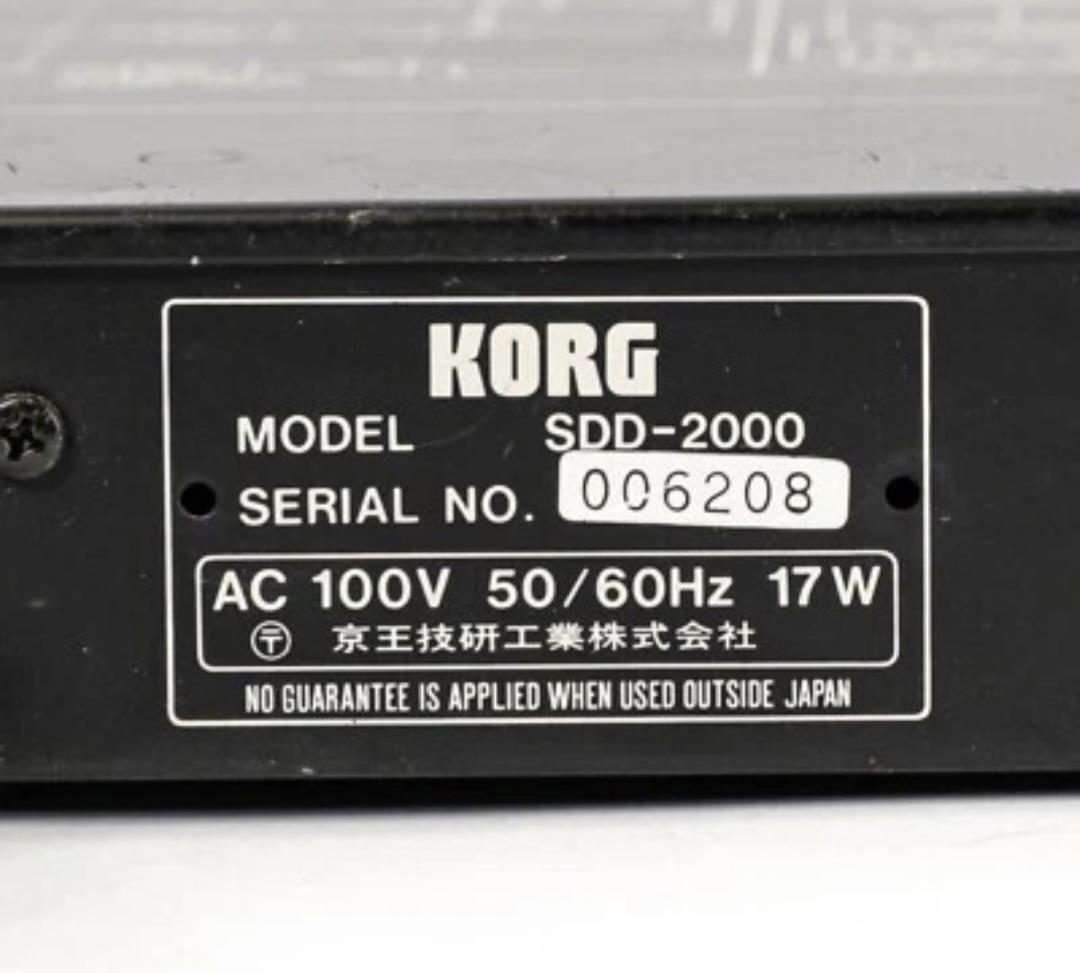 KORG
MODEL SDD-2000
SERIAL NO. 006208
AC 100V 50/60Hz 17W
〶 京王技研工業株式会社
NO GUARANTEE IS APPLIED WHEN USED OUTSIDE JAPAN